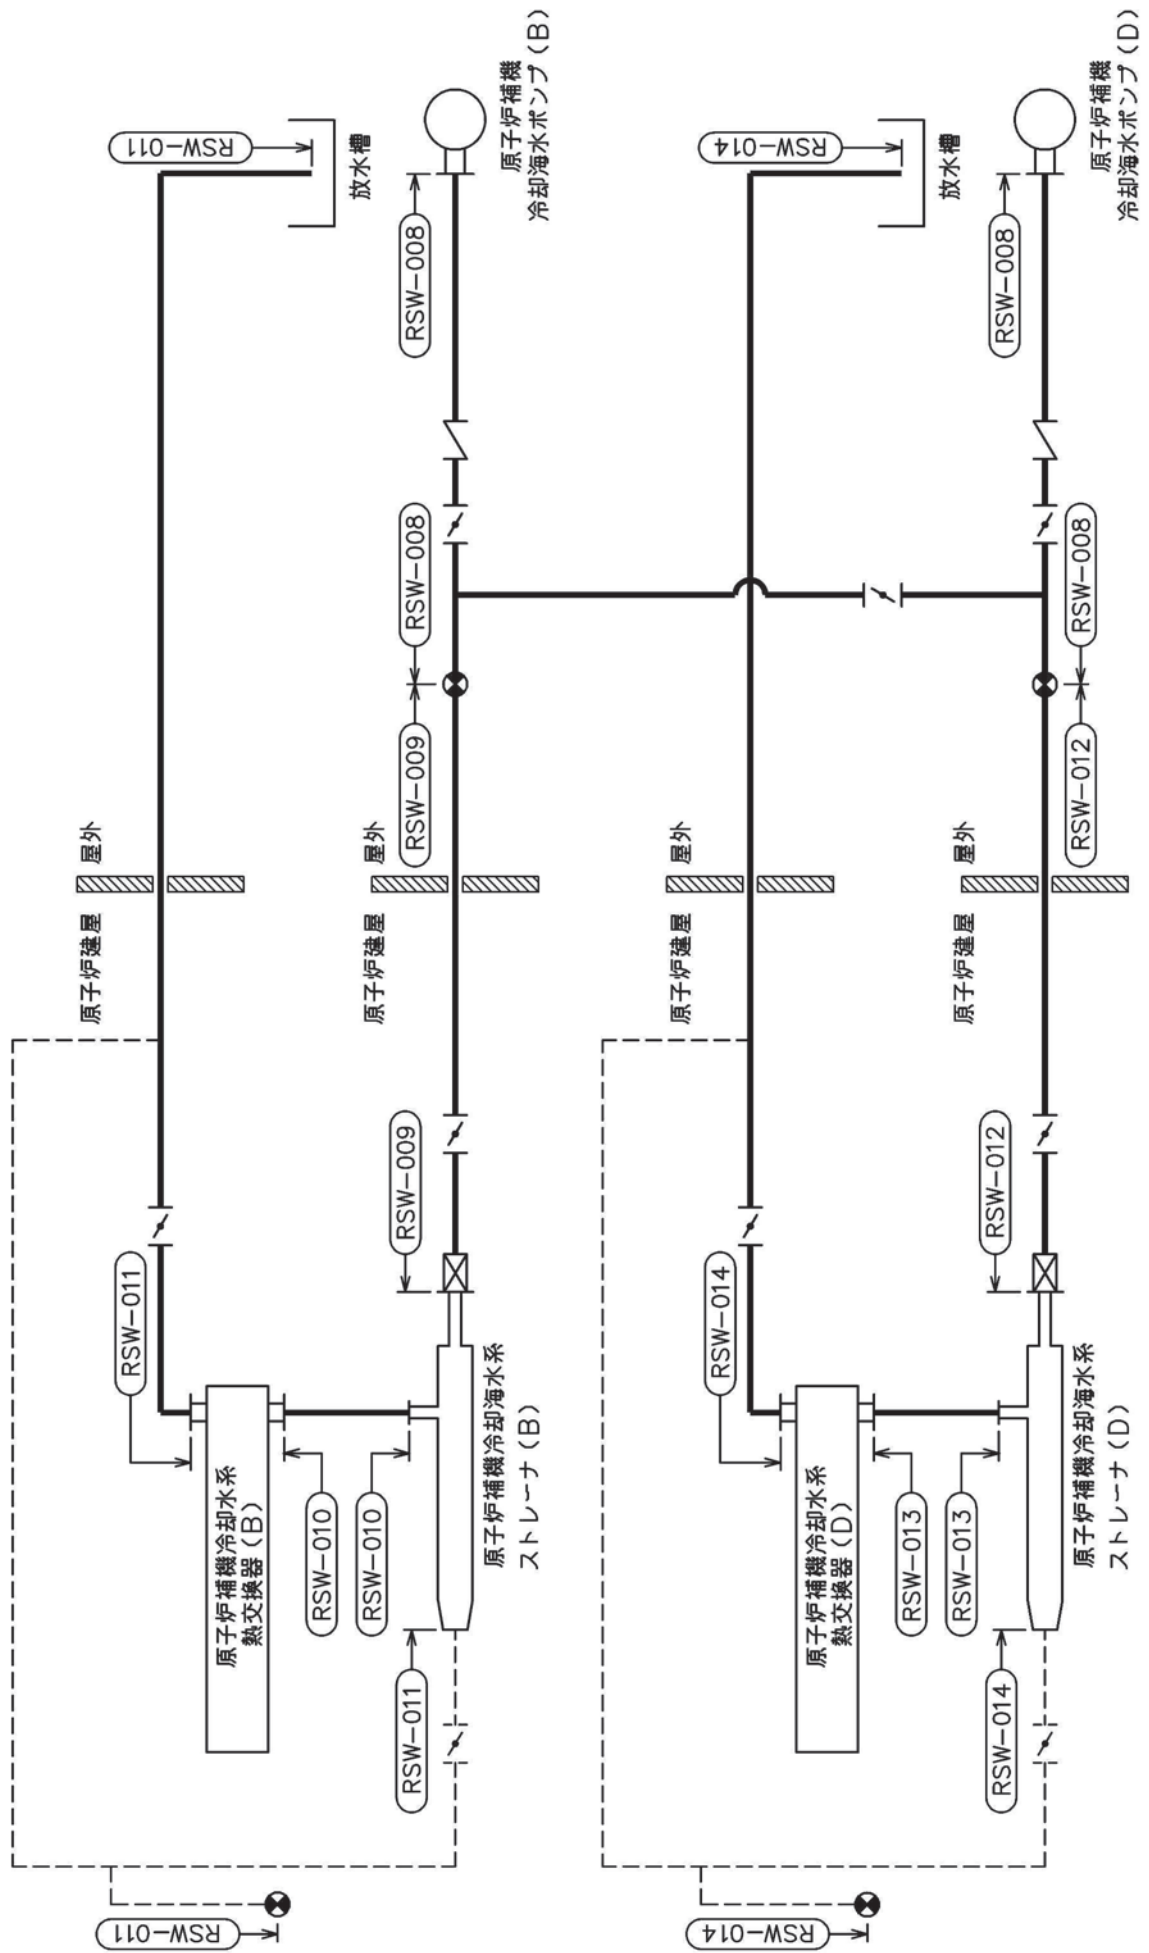 RSW-011
放水槽
RSW-008
原子炉補機
冷却海水ポンプ(B)
RSW-008
RSW-009
屋外
原子炉建屋
屋外
原子炉建屋
RSW-009
RSW-011
原子炉補機冷却水系
熱交換器(B)
RSW-010
RSW-010
原子炉補機冷却海水系
ストレーナ(B)
RSW-011
RSW-011
RSW-014
放水槽
RSW-008
原子炉補機
冷却海水ポンプ(D)
RSW-008
RSW-012
屋外
原子炉建屋
屋外
原子炉建屋
RSW-012
RSW-014
原子炉補機冷却水系
熱交換器(D)
RSW-013
RSW-013
原子炉補機冷却海水系
ストレーナ(D)
RSW-014
RSW-014